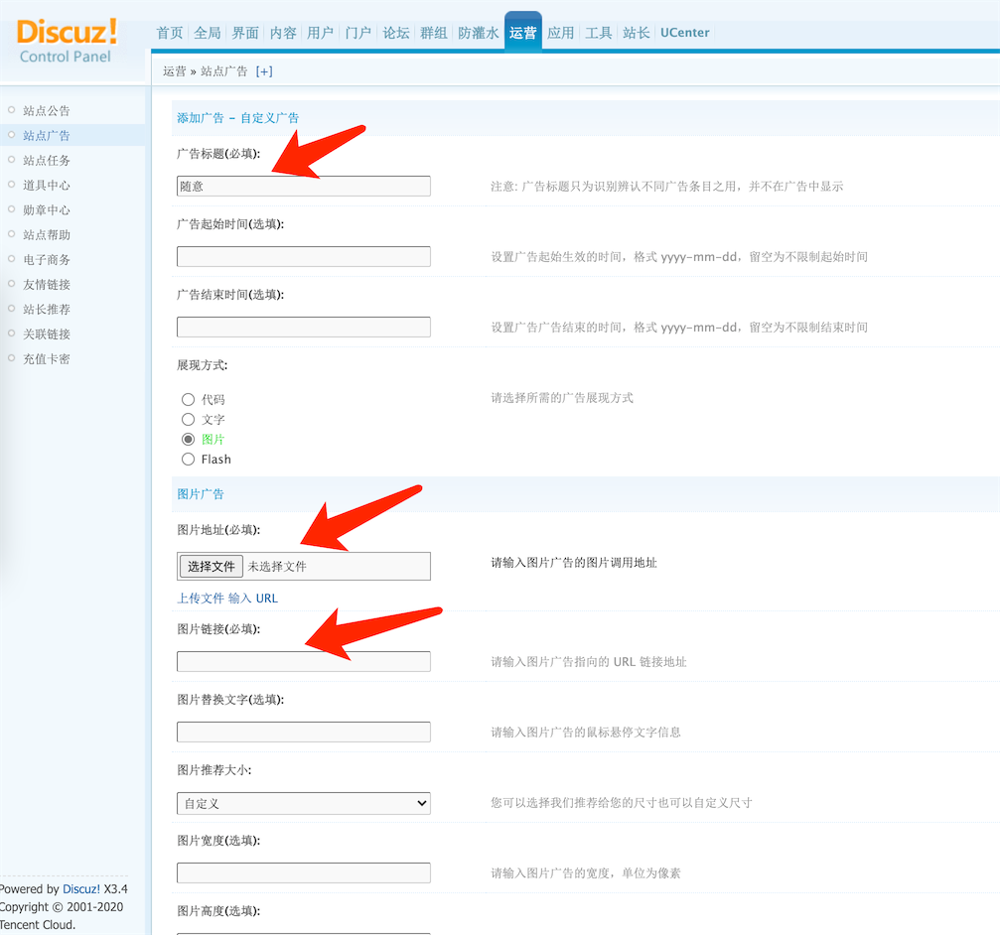 Discuz!
Control Panel
首页 全局 界面 内容 用户 门户 论坛 群组 防灌水 运营 应用 工具 站长 UCenter
运营 » 站点广告 [+]
站点公告
站点广告
站点任务
道具中心
勋章中心
站点帮助
电子商务
友情链接
站长推荐
关联链接
充值卡密
添加广告 - 自定义广告
广告标题(必填):
随意
注意: 广告标题只为识别辨认不同广告条目之用，并不在广告中显示
广告起始时间(选填):
设置广告起始生效的时间，格式 yyyy-mm-dd，留空为不限制起始时间
广告结束时间(选填):
设置广告广告结束的时间，格式 yyyy-mm-dd，留空为不限制结束时间
展现方式:
代码
请选择所需的广告展现方式
文字
图片
Flash
图片广告
图片地址(必填):
选择文件 未选择文件
请输入图片广告的图片调用地址
上传文件 输入 URL
图片链接(必填):
请输入图片广告指向的 URL 链接地址
图片替换文字(选填):
请输入图片广告的鼠标悬停文字信息
图片推荐大小:
自定义
您可以选择我们推荐给您的尺寸也可以自定义尺寸
图片宽度(选填):
请输入图片广告的宽度，单位为像素
图片高度(选填):
Powered by Discuz! X3.4
Copyright © 2001-2020
Tencent Cloud.